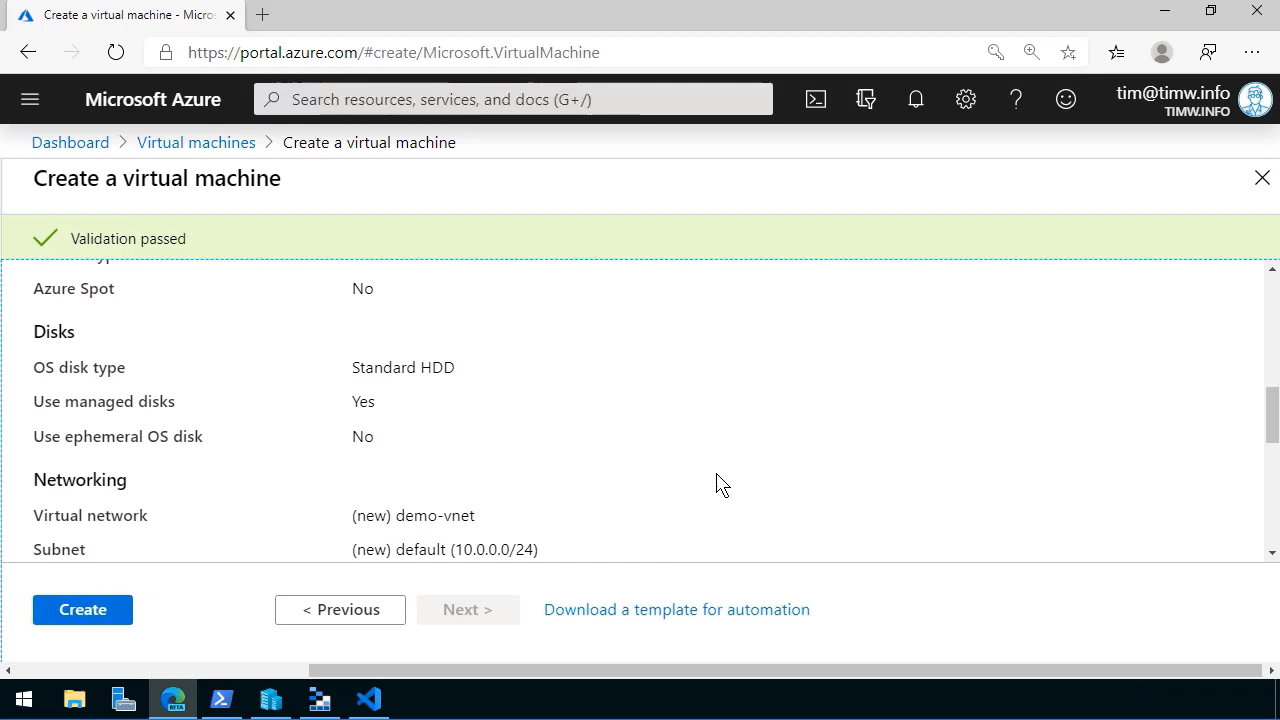 Create a virtual machine - Micros
https://portal.azure.com/#create/Microsoft.VirtualMachine
Microsoft Azure
Search resources, services, and docs (G+/)
tim@timw.info
TIMW.INFO
Dashboard > Virtual machines > Create a virtual machine
Create a virtual machine
Validation passed
Azure Spot No
Disks
OS disk type Standard HDD
Use managed disks Yes
Use ephemeral OS disk No
Networking
Virtual network (new) demo-vnet
Subnet (new) default (10.0.0.0/24)
Create < Previous Next > Download a template for automation
BETA